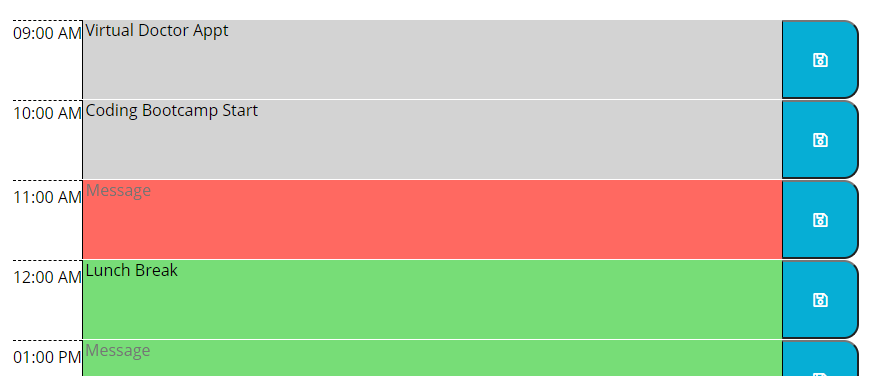 09:00 AM Virtual Doctor Appt
10:00 AM Coding Bootcamp Start
11:00 AM Message
12:00 AM Lunch Break
01:00 PM Message